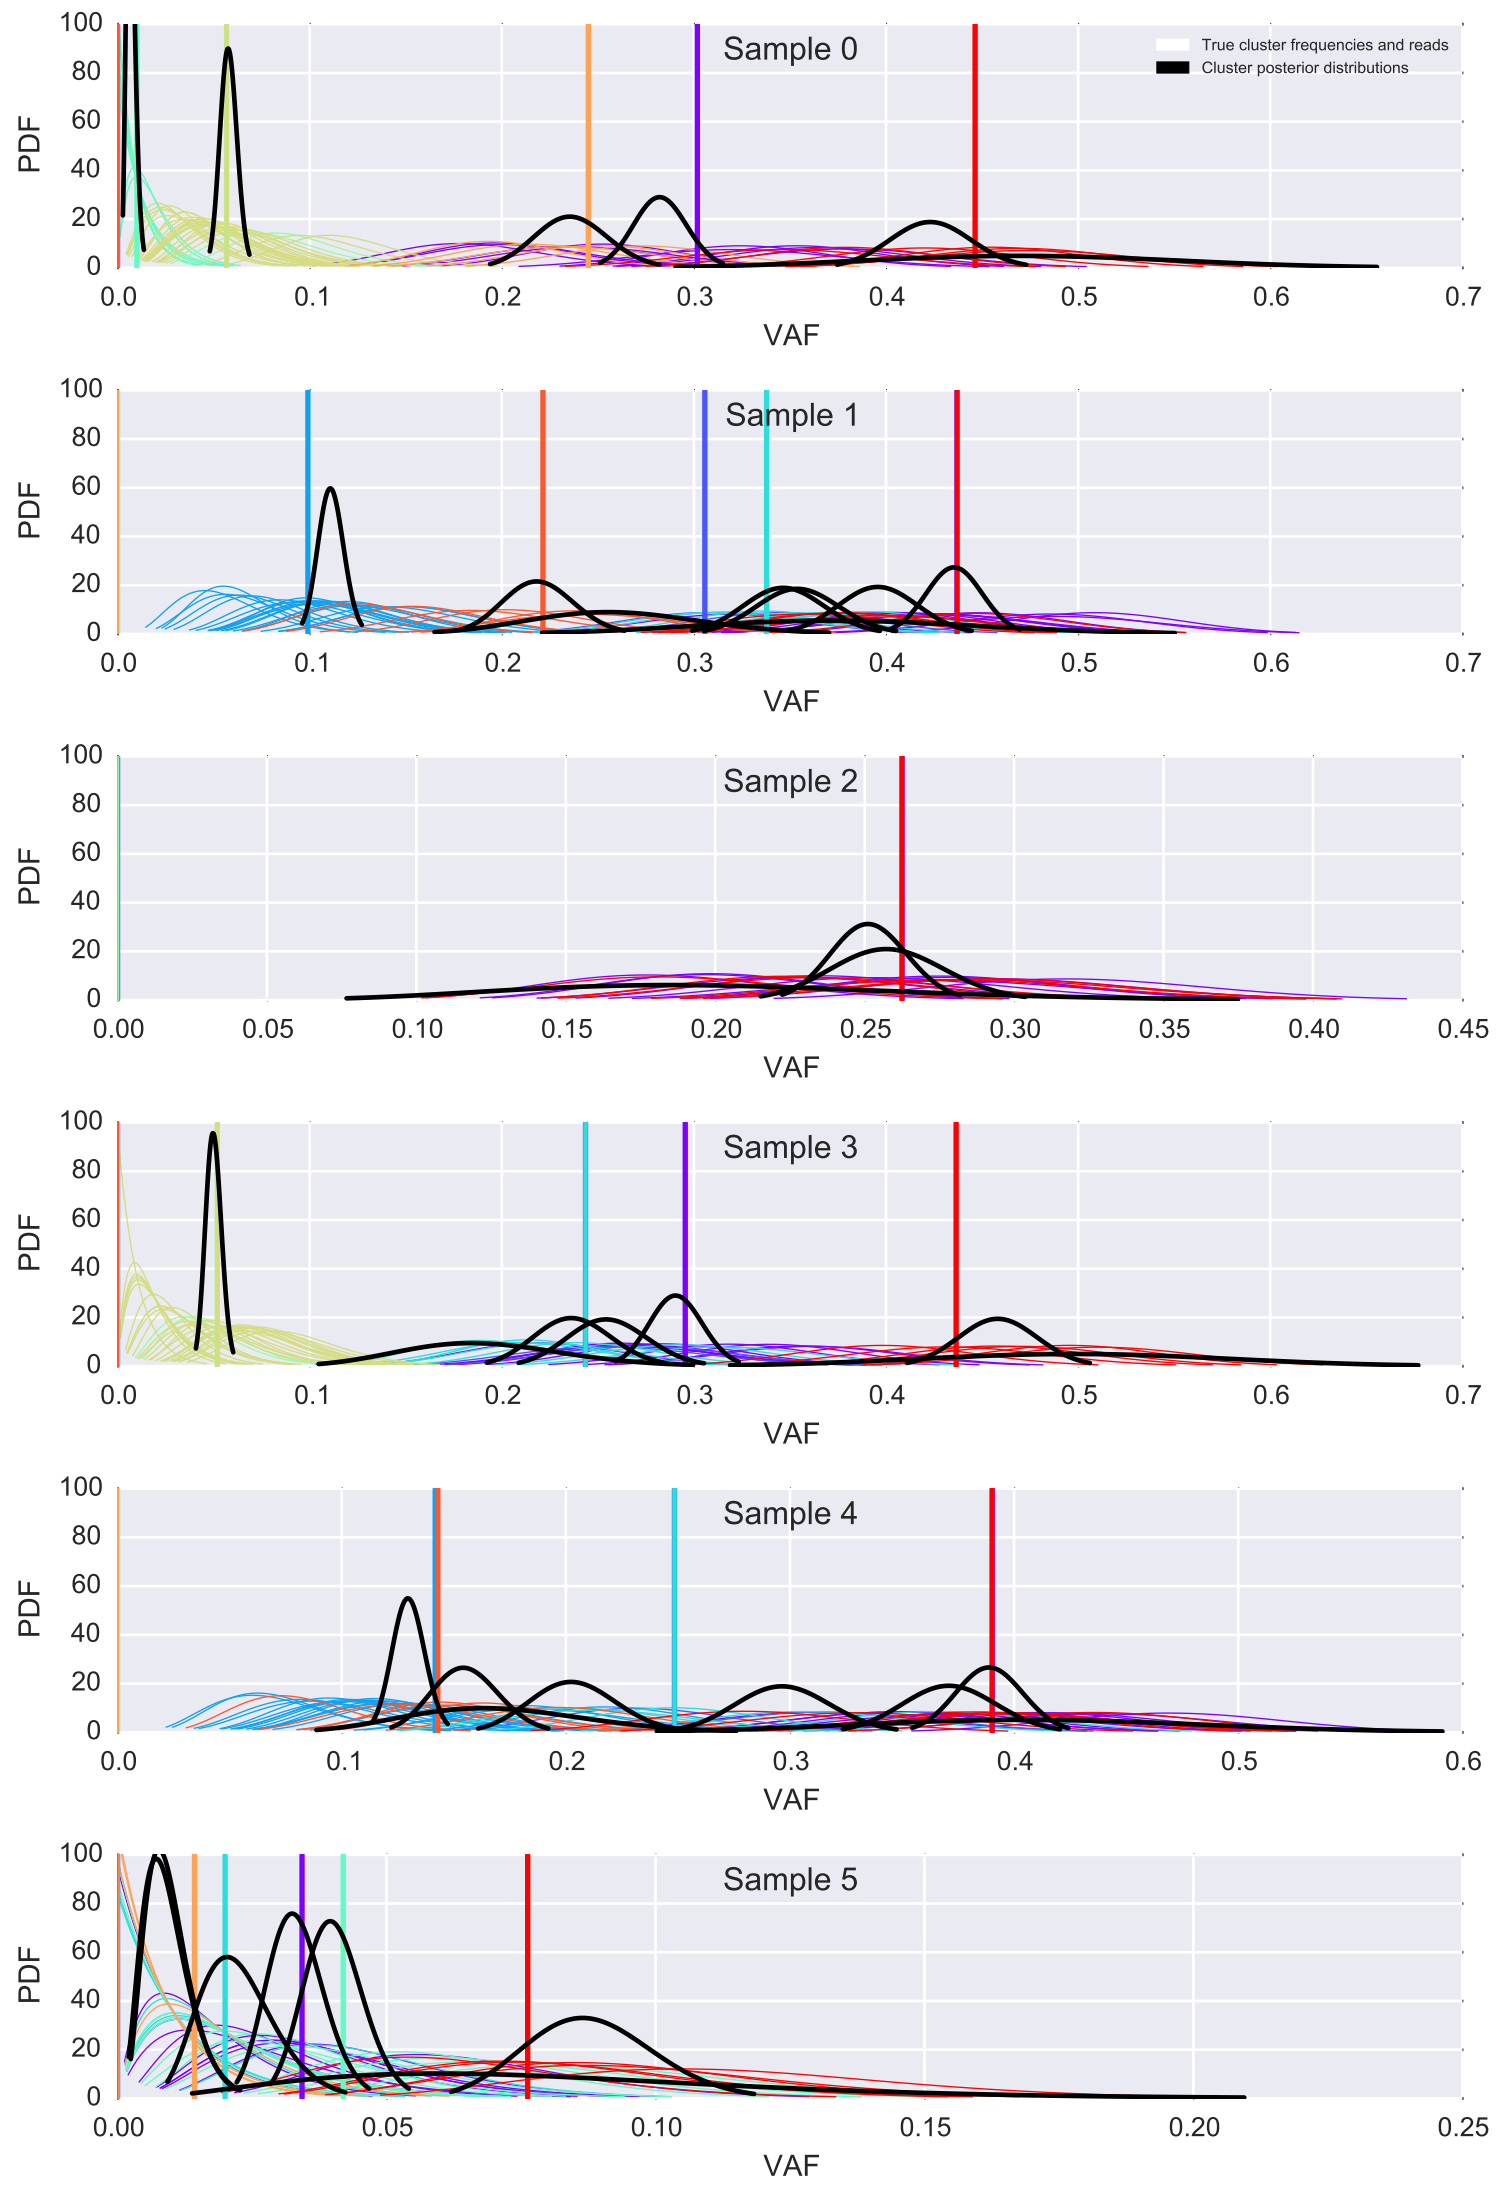 100
80
60
40
20
0
PDF
Sample 0
True cluster frequencies and reads
Cluster posterior distributions
0.0 0.1 0.2 0.3 0.4 0.5 0.6 0.7
VAF
100
80
60
40
20
0
PDF
Sample 1
0.0 0.1 0.2 0.3 0.4 0.5 0.6 0.7
VAF
100
80
60
40
20
0
PDF
Sample 2
0.00 0.05 0.10 0.15 0.20 0.25 0.30 0.35 0.40 0.45
VAF
100
80
60
40
20
0
PDF
Sample 3
0.0 0.1 0.2 0.3 0.4 0.5 0.6 0.7
VAF
100
80
60
40
20
0
PDF
Sample 4
0.0 0.1 0.2 0.3 0.4 0.5 0.6
VAF
100
80
60
40
20
0
PDF
Sample 5
0.00 0.05 0.10 0.15 0.20 0.25
VAF